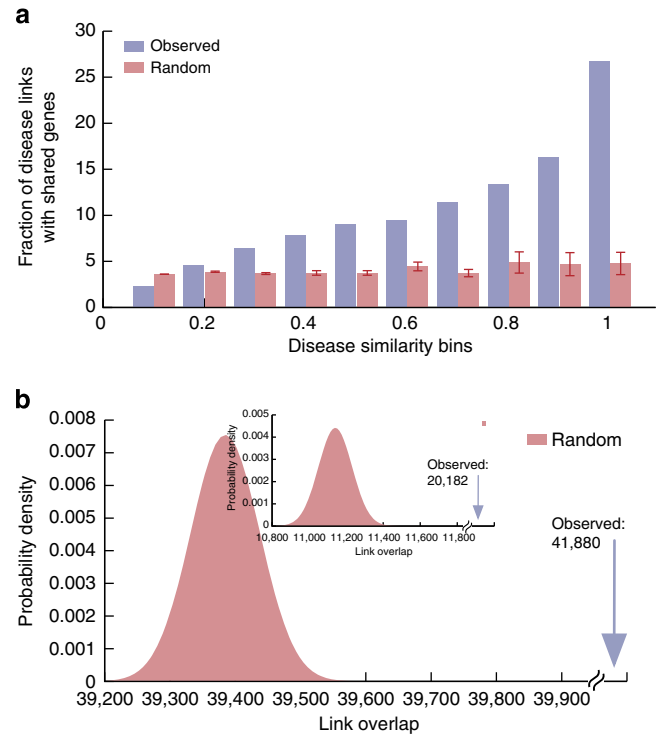 a
Fraction of disease links
with shared genes
30
25
20
15
10
5
0
Observed
Random
0 0.2 0.4 0.6 0.8 1
Disease similarity bins
b
Probability density
0.008
0.007
0.006
0.005
0.004
0.003
0.002
0.001
0
Probability density
0.005
0.004
0.003
0.002
0.001
0
10,800 11,000 11,200 11,400 11,600 11,800
Link overlap
Observed:
20,182
Random
Observed:
41,880
39,200 39,300 39,400 39,500 39,600 39,700 39,800 39,900
Link overlap